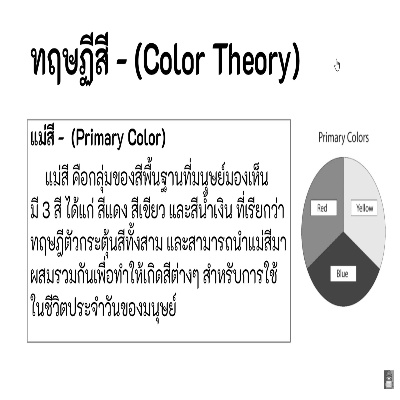 ทฤษฎีสี - (Color Theory)
แม่สี - (Primary Color)
แม่สี คือกลุ่มของสีพื้นฐานที่มนุษย์มองเห็น
มี 3 สี ได้แก่ สีแดง สีเขียว และสีน้ำเงิน ที่เรียกว่า
ทฤษฎีตัวกระตุ้นสีทั้งสาม และสามารถนำแม่สีมา
ผสมรวมกันเพื่อทำให้เกิดสีต่างๆ สำหรับการใช้
ในชีวิตประจำวันของมนุษย์
Primary Colors
Red
Yellow
Blue